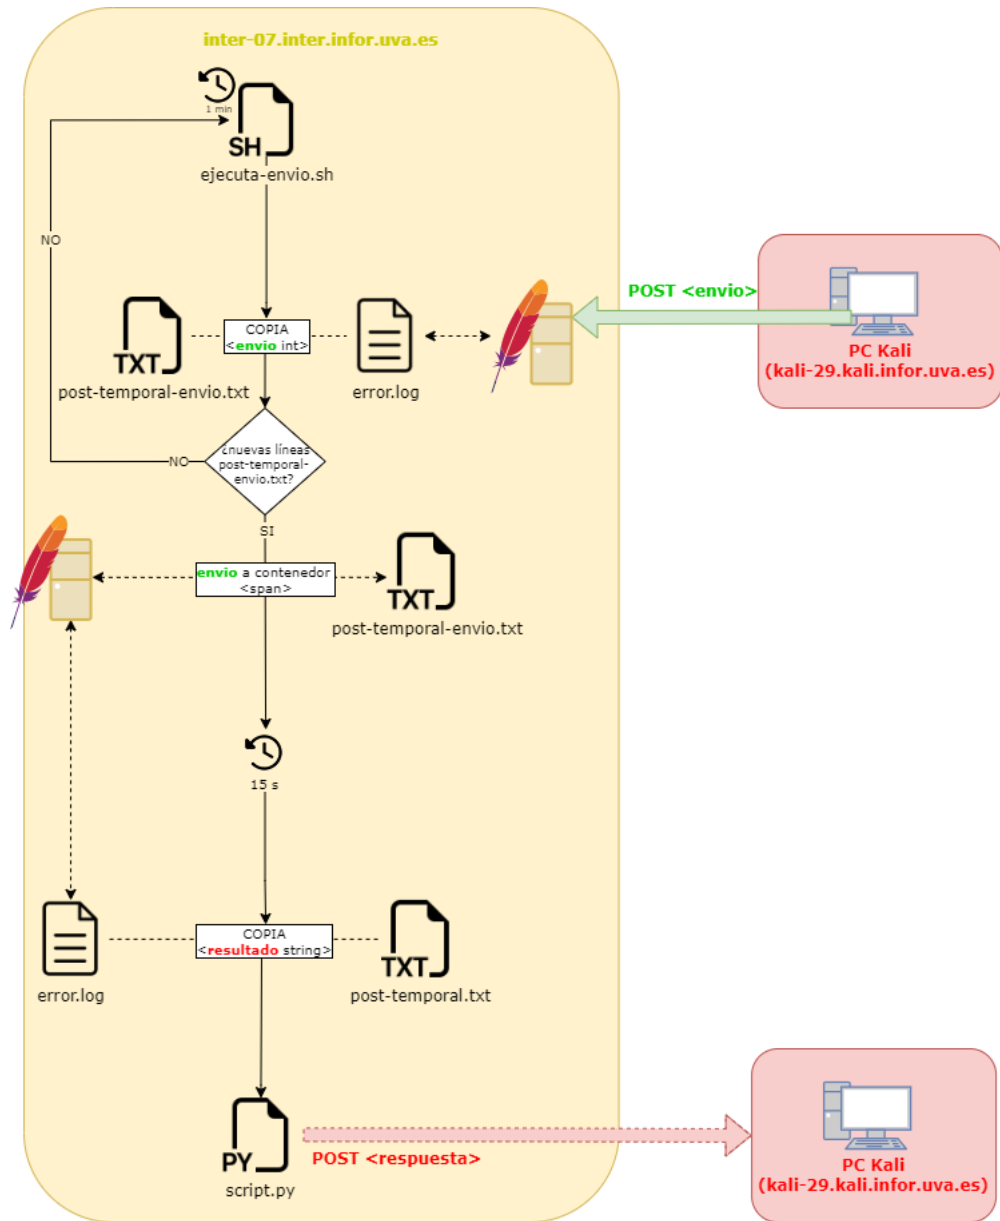 inter-07.inter.infor.uva.es
1 min
SH
ejecuta-envio.sh
NO
POST <envio>
PC Kali
(kali-29.kali.infor.uva.es)
TXT
post-temporal-envio.txt
COPIA
<envio int>
error.log
¿nuevas líneas
post-temporal-
envio.txt?
NO
SI
envio a contenedor
<span>
TXT
post-temporal-envio.txt
15 s
error.log
COPIA
<resultado string>
TXT
post-temporal.txt
PY
script.py
POST <respuesta>
PC Kali
(kali-29.kali.infor.uva.es)